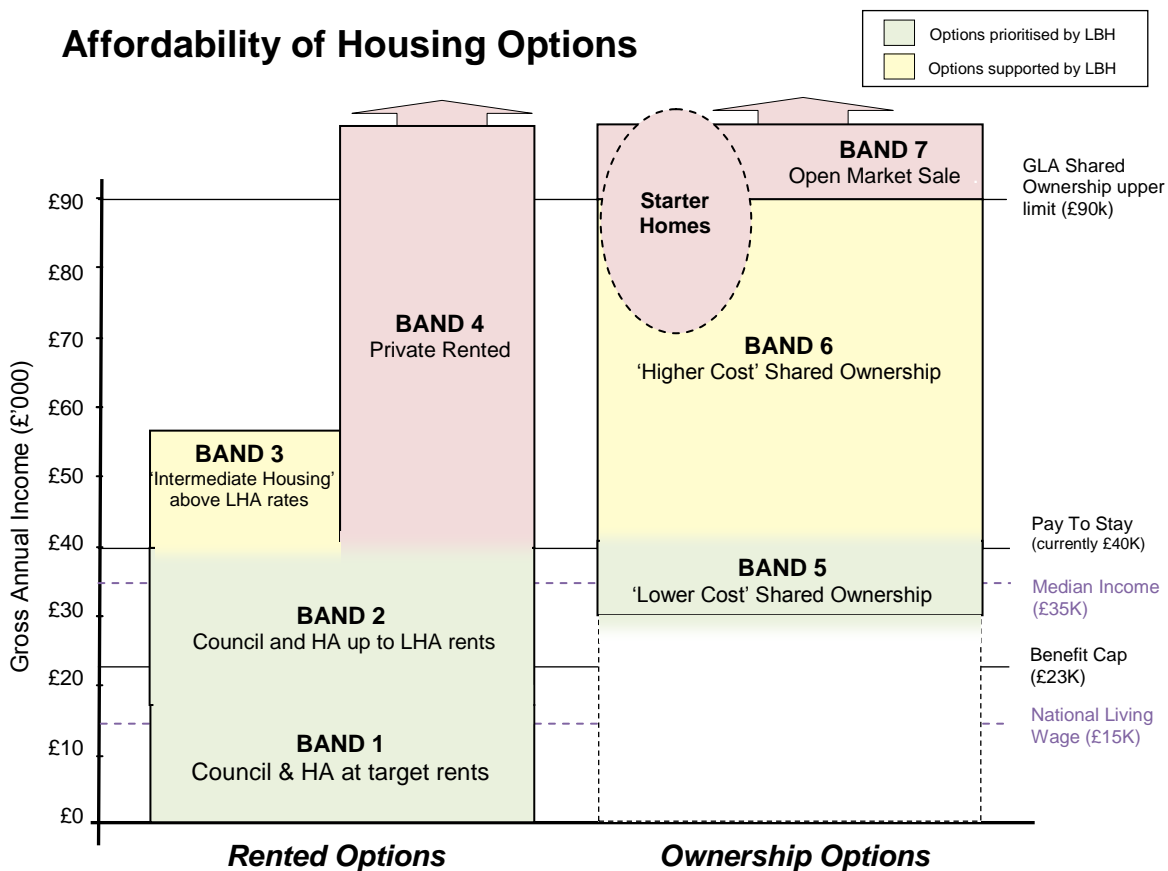 Affordability of Housing Options
Options prioritised by LBH
Options supported by LBH
Gross Annual Income (£'000)
£90
£80
£70
£60
£50
£40
£30
£20
£10
£0
BAND 3
'Intermediate Housing'
above LHA rates
BAND 4
Private Rented
BAND 2
Council and HA up to LHA rents
BAND 1
Council & HA at target rents
Starter
Homes
BAND 7
Open Market Sale
BAND 6
‘Higher Cost’ Shared Ownership
BAND 5
‘Lower Cost’ Shared Ownership
GLA Shared
Ownership upper
limit (£90k)
Pay To Stay
(currently £40K)
Median Income
(£35K)
Benefit Cap
(£23K)
National Living
Wage (£15K)
Rented Options
Ownership Options